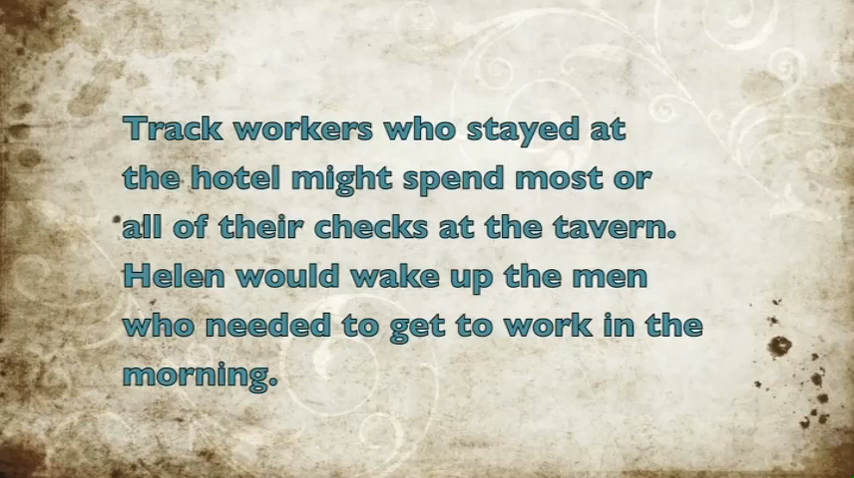 Track workers who stayed at
the hotel might spend most or
all of their checks at the tavern.
Helen would wake up the men
who needed to get to work in the
morning.